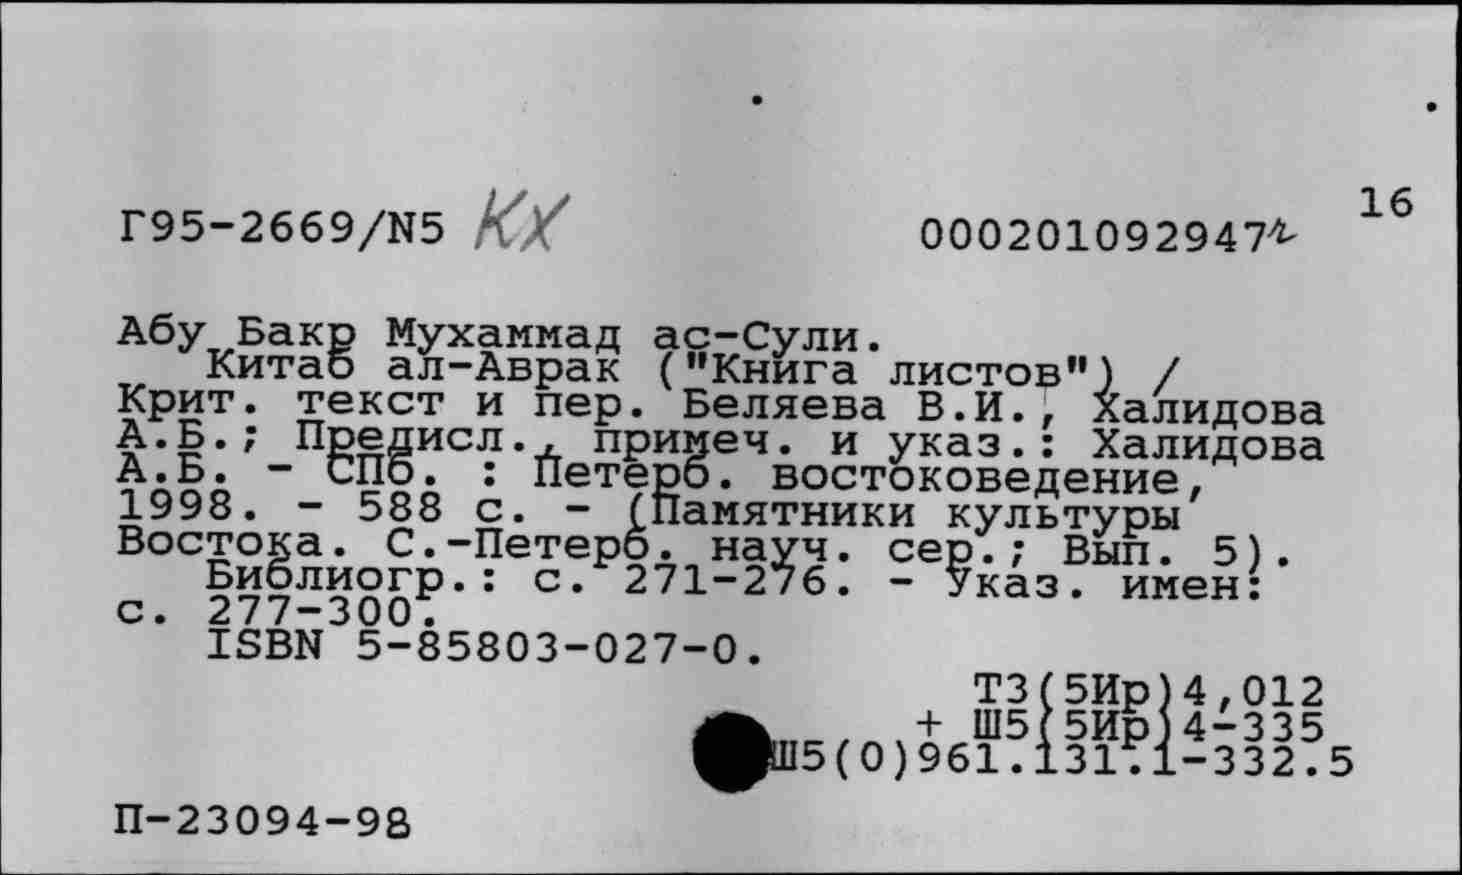 16
Г95-2669/N5 КХ 000201092947
Абу Бакр Мухаммад ас-Сули.
Китаб ал-Аврак ("Книга листов") /
Крит. текст и пер. Беляева В.И., Халидова
А.Б.; Предисл., примеч. и указ.: Халидова
А.Б. - СПб. : Петерб. востоковедение,
1998. - 588 с. - (Памятники культуры
Востока. С.-Петерб. науч. сер.; Вып. 5).
Библиогр.: с. 271-276. - Указ. имен:
с. 277-300.
ISBN 5-85803-027-0.
Т3(5Ир)4,012
+ Ш5(5Ир)4-335
Ш5(0)961.131.1-332.5
П-23094-98